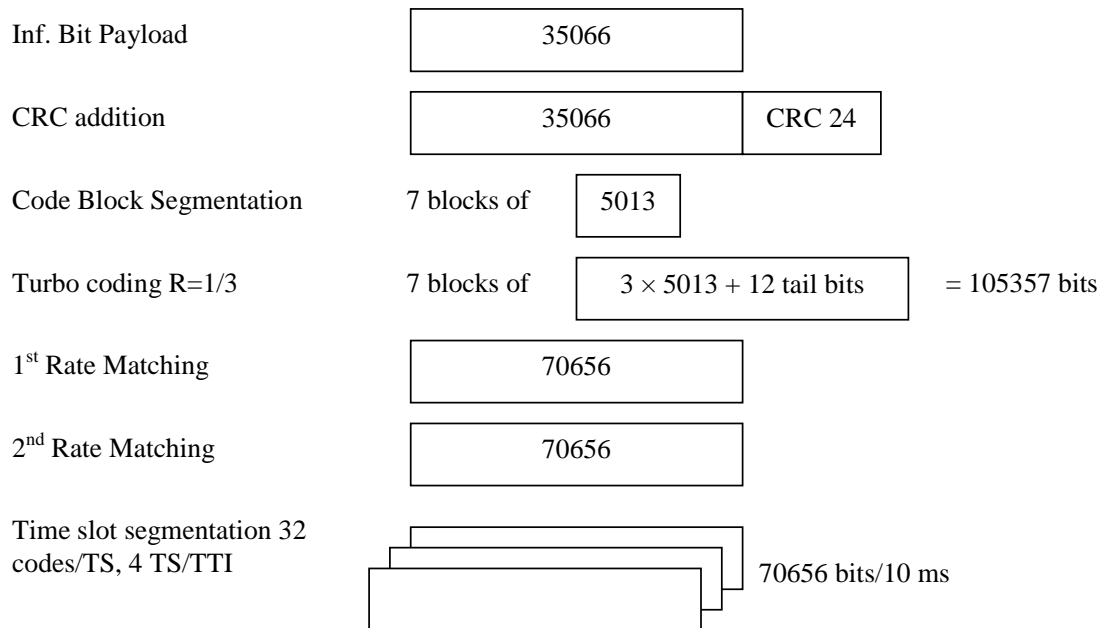 Inf. Bit Payload
35066
CRC addition
35066
CRC 24
Code Block Segmentation
7 blocks of
5013
Turbo coding R=1/3
7 blocks of
3 × 5013 + 12 tail bits
= 105357 bits
1st Rate Matching
70656
2nd Rate Matching
70656
Time slot segmentation 32
codes/TS, 4 TS/TTI
70656 bits/10 ms